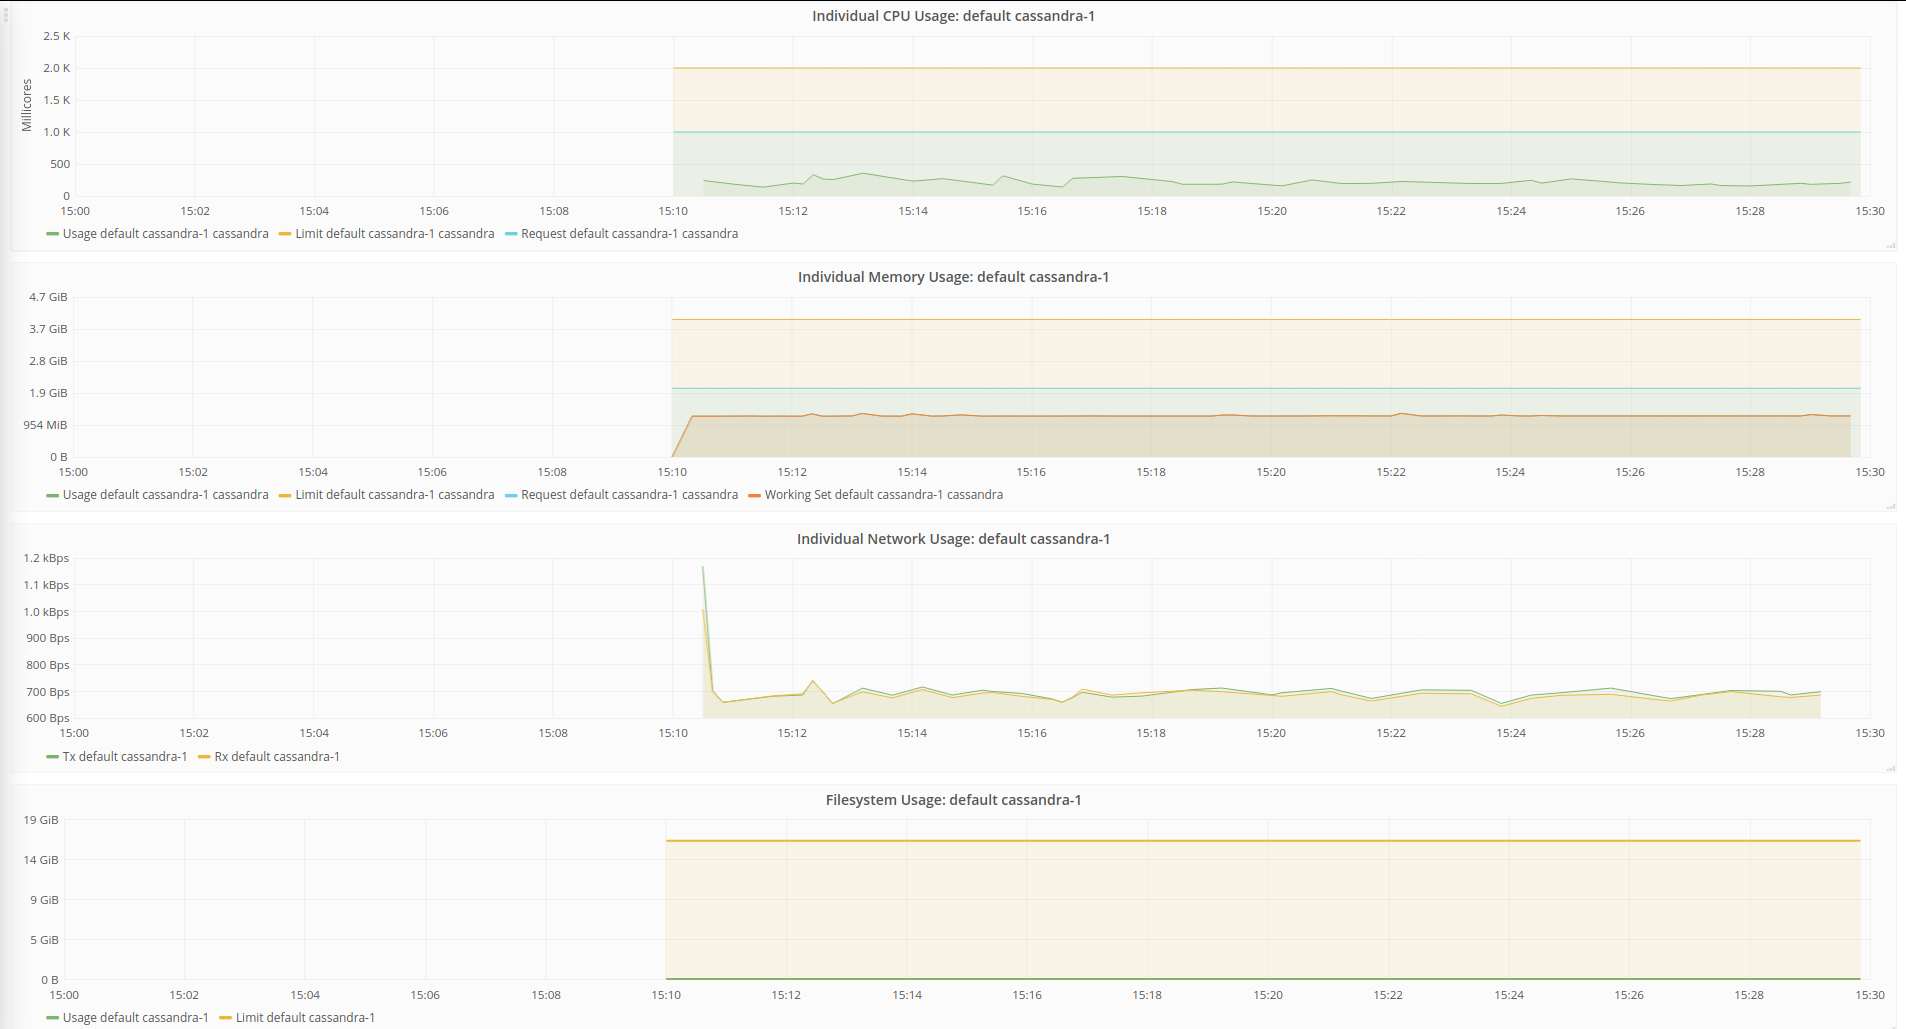 Individual CPU Usage: default cassandra-1
Millicores
2.5 K
2.0 K
1.5 K
1.0 K
500
0
15:00 15:02 15:04 15:06 15:08 15:10 15:12 15:14 15:16 15:18 15:20 15:22 15:24 15:26 15:28 15:30
Usage default cassandra-1 cassandra Limit default cassandra-1 cassandra Request default cassandra-1 cassandra
Individual Memory Usage: default cassandra-1
4.7 GiB
3.7 GiB
2.8 GiB
1.9 GiB
954 MiB
0 B
15:00 15:02 15:04 15:06 15:08 15:10 15:12 15:14 15:16 15:18 15:20 15:22 15:24 15:26 15:28 15:30
Usage default cassandra-1 cassandra Limit default cassandra-1 cassandra Request default cassandra-1 cassandra Working Set default cassandra-1 cassandra
Individual Network Usage: default cassandra-1
1.2 kBps
1.1 kBps
1.0 kBps
900 Bps
800 Bps
700 Bps
600 Bps
15:00 15:02 15:04 15:06 15:08 15:10 15:12 15:14 15:16 15:18 15:20 15:22 15:24 15:26 15:28 15:30
Tx default cassandra-1 Rx default cassandra-1
Filesystem Usage: default cassandra-1
19 GiB
14 GiB
9 GiB
5 GiB
0 B
15:00 15:02 15:04 15:06 15:08 15:10 15:12 15:14 15:16 15:18 15:20 15:22 15:24 15:26 15:28 15:30
Usage default cassandra-1 Limit default cassandra-1